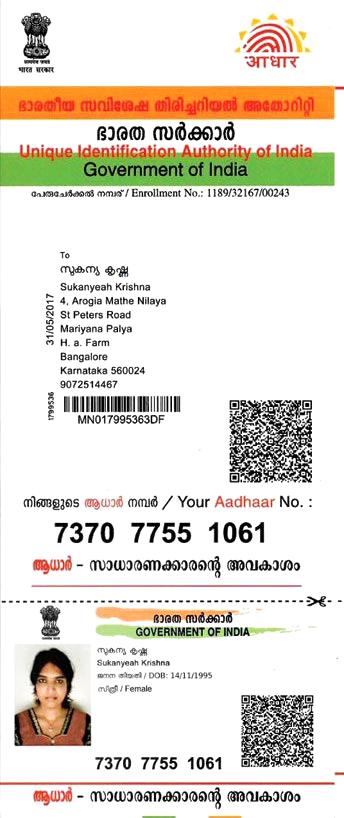 सत्यमेव जयते
भारत सरकार
आधार
ഭാരതീയ സവിശേഷ തിരിച്ചറിയൽ അതോറിറ്റി
ഭാരത സർക്കാർ
Unique Identification Authority of India
Government of India
പേരുചേർക്കൽ നമ്പര് / Enrollment No.: 1189/32167/00243
To
സുകന്യ കൃഷ്ണ
Sukanyeah Krishna
4, Arogia Mathe Nilaya
St Peters Road
Mariyana Palya
H. a. Farm
Bangalore
Karnataka 560024
9072514467
31/05/2017
1799536
MN017995363DF
നിങ്ങളുടെ ആധാർ നമ്പർ / Your Aadhaar No. :
7370 7755 1061
ആധാർ - സാധാരണക്കാരന്റെ അവകാശം
ഭാരത സർക്കാർ
GOVERNMENT OF INDIA
സുകന്യ കൃഷ്ണ
Sukanyeah Krishna
ജനന തിയതി / DOB: 14/11/1995
സ്ത്രീ / Female
7370 7755 1061
ആധാർ - സാധാരണക്കാരന്റെ അവകാശം